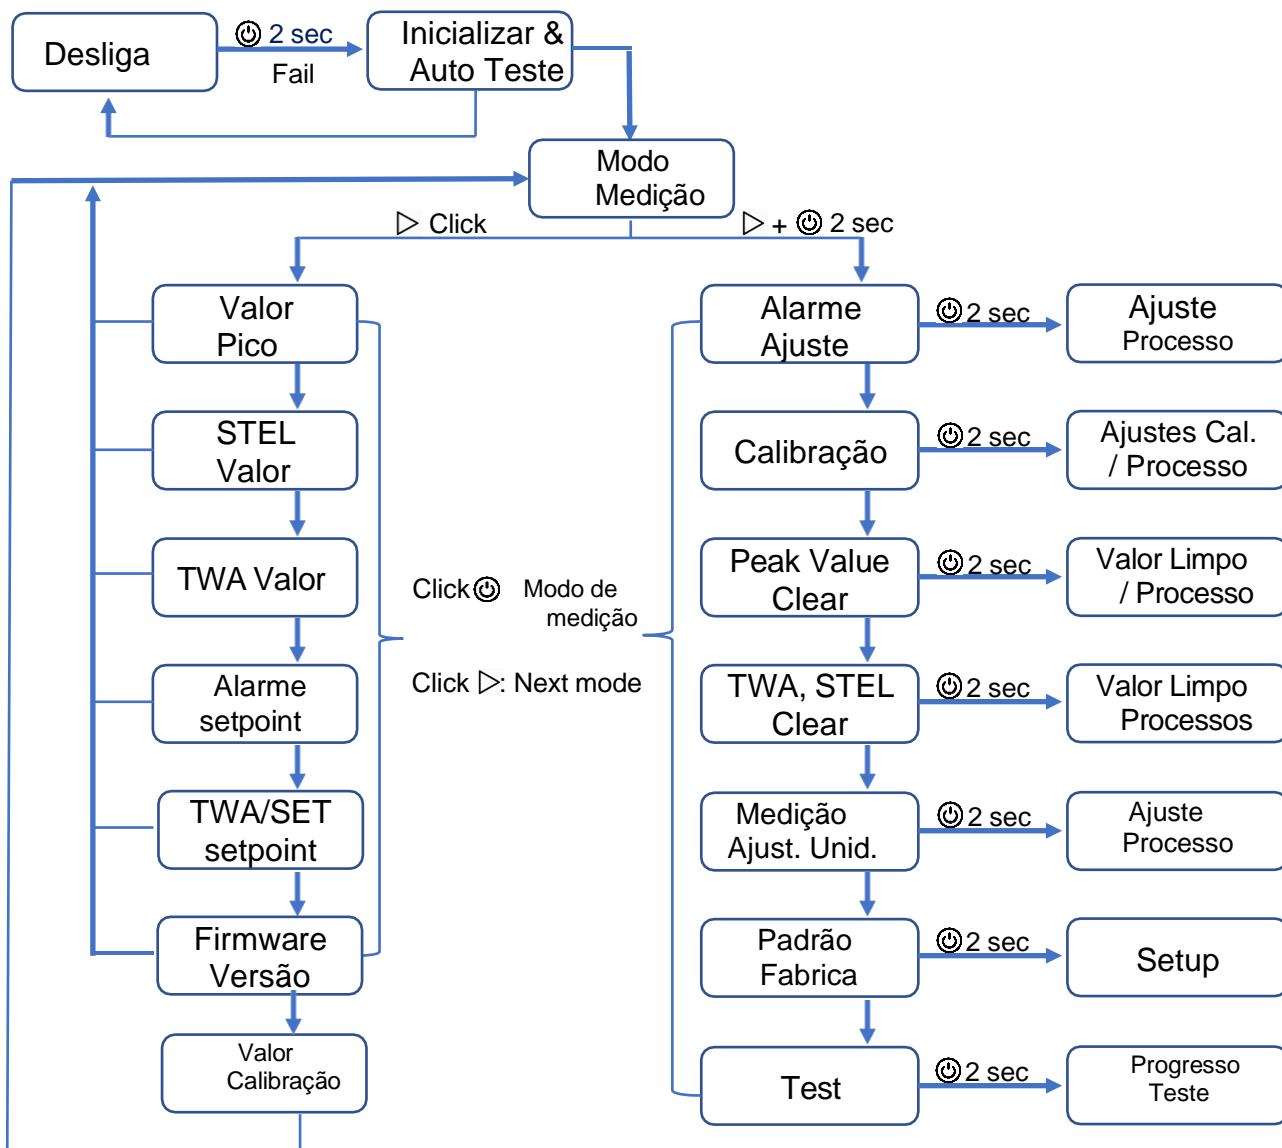 Desliga
2 sec
Fail
Inicializar &
Auto Teste
Modo
Medição
Click
+ 2 sec
Valor
Pico
STEL
Valor
TWA Valor
Alarme
setpoint
TWA/SET
setpoint
Firmware
Versão
Valor
Calibração
Click Modo de
medição
Click : Next mode
Alarme
Ajuste
2 sec
Ajuste
Processo
Calibração
2 sec
Ajustes Cal.
/ Processo
Peak Value
Clear
2 sec
Valor Limpo
/ Processo
TWA, STEL
Clear
2 sec
Valor Limpo
Processos
Medição
Ajust. Unid.
2 sec
Ajuste
Processo
Padrão
Fabrica
2 sec
Setup
Test
2 sec
Progresso
Teste